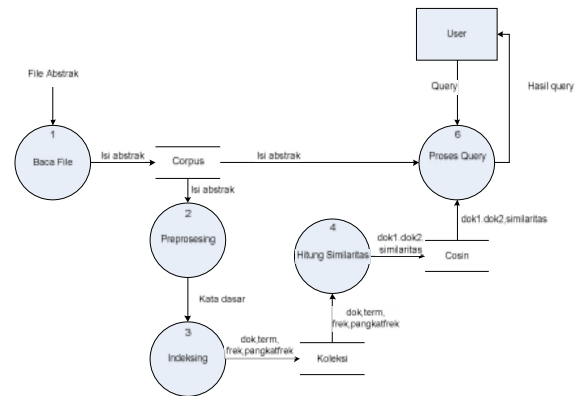 User
File Abstrak
Query
Hasil query
1
Baca File
Isi abstrak
Corpus
Isi abstrak
6
Proses Query
Isi abstrak
2
Preprosesing
4
Hitung Similaritas
dok1.dok2
similaritas
Cosin
dok1.dok2,similaritas
Kata dasar
3
Indeksing
dok,term,
frek,pangkatfrek
Koleksi
dok,term,
frek,pangkatfrek